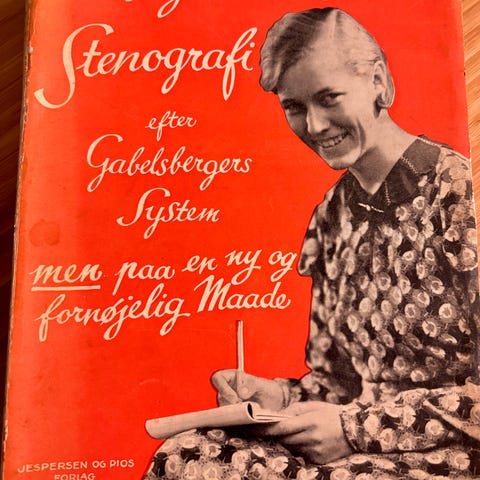 Stenografi
efter
Gabelsbergers
System
men paa en ny og
fornøjelig Maade
JESPERSEN OG PIOS
FORLAG